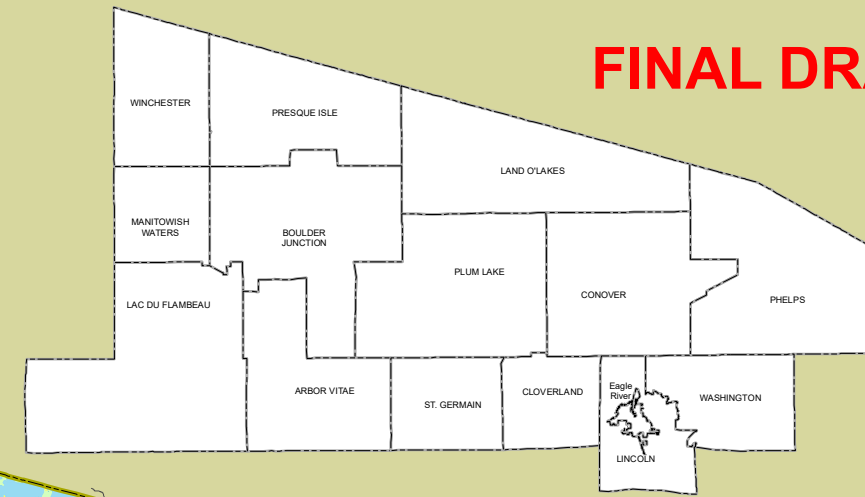 FINAL DRA
WINCHESTER
PRESQUE ISLE
LAND O'LAKES
MANITOWISH
WATERS
BOULDER
JUNCTION
PLUM LAKE
CONOVER
PHELPS
LAC DU FLAMBEAU
ARBOR VITAE
ST. GERMAIN
CLOVERLAND
Eagle
River
WASHINGTON
LINCOLN